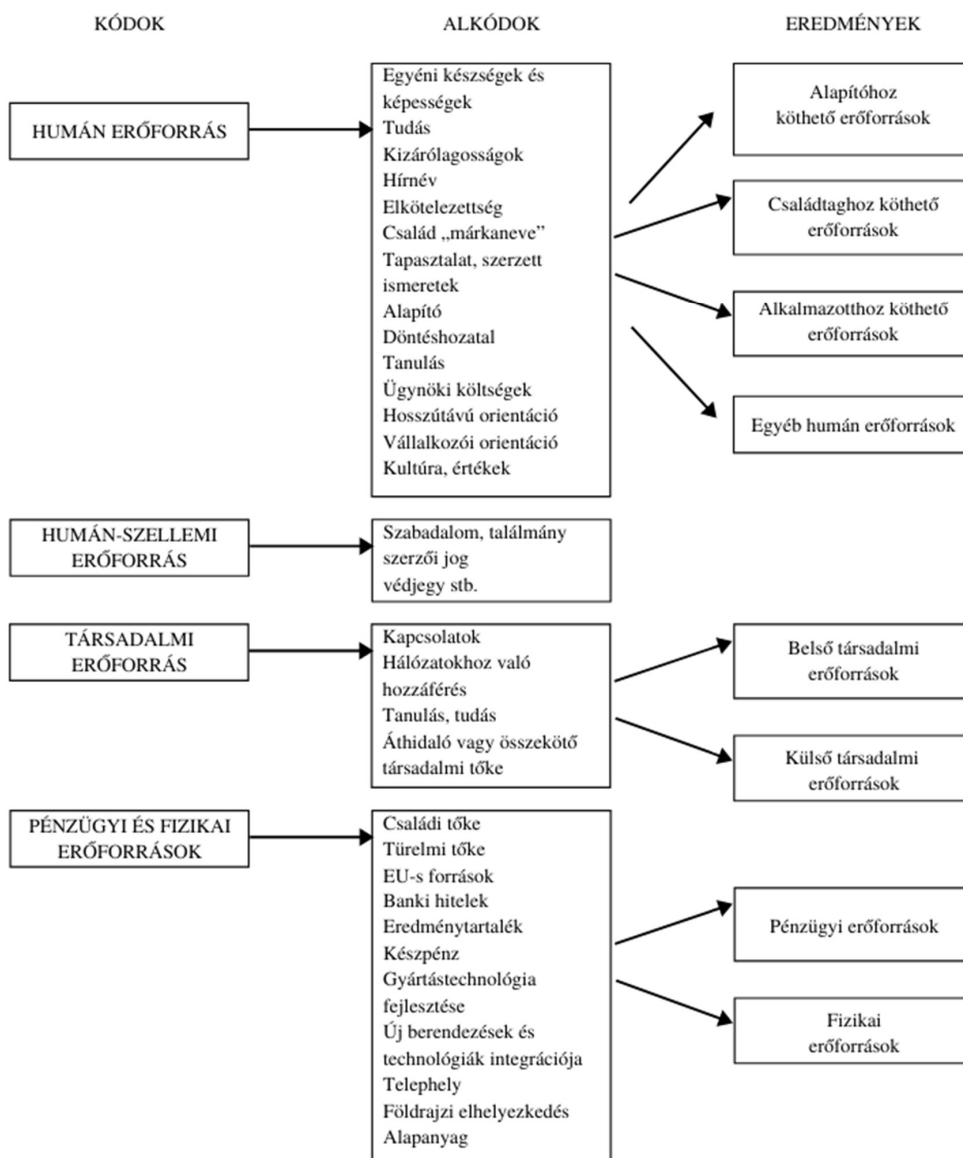 KÓDOK
ALKÓDOK
EREDMÉNYEK
HUMÁN ERŐFORRÁS
Egyéni készségek és
képességek
Tudás
Kizárólagosságok
Hírnév
Elkötelezettség
Család „márkaneve”
Tapasztalat, szerzett
ismeretek
Alapító
Döntéshozatal
Tanulás
Ügynöki költségek
Hosszútávú orientáció
Vállalkozói orientáció
Kultúra, értékek
Alapítóhoz
köthető erőforrások
Családtaghoz köthető
erőforrások
Alkalmazotthoz köthető
erőforrások
Egyéb humán erőforrások
HUMÁN-SZELLEMI
ERŐFORRÁS
Szabadalom, találmány
szerzői jog
védjegy stb.
TÁRSADALMI
ERŐFORRÁS
Kapcsolatok
Hálózatokhoz való
hozzáférés
Tanulás, tudás
Áthidaló vagy összekötő
társadalmi tőke
Belső társadalmi
erőforrások
Külső társadalmi
erőforrások
PÉNZÜGYI ÉS FIZIKAI
ERŐFORRÁSOK
Családi tőke
Türelmi tőke
EU-s források
Banki hitelek
Eredménytartalék
Készpénz
Gyártástechnológia
fejlesztése
Új berendezések és
technológiák integrációja
Telephely
Földrajzi elhelyezkedés
Alapanyag
Pénzügyi erőforrások
Fizikai
erőforrások